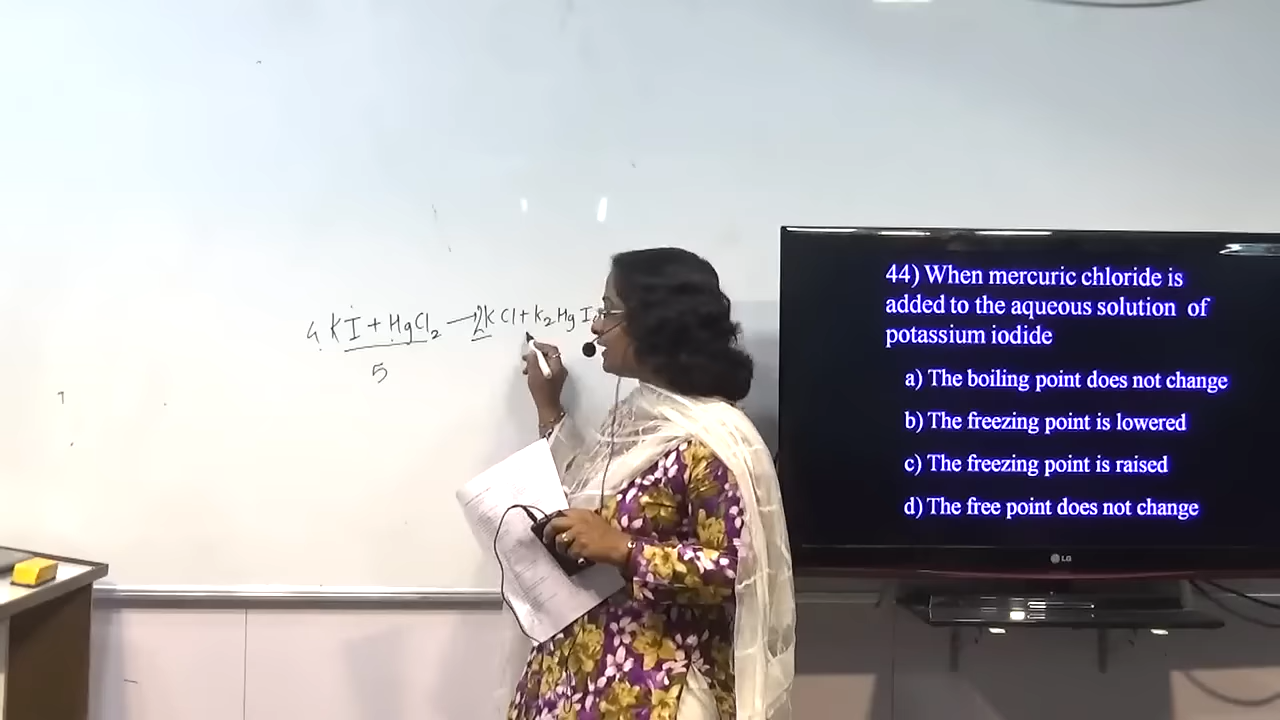 4 KI + HgCl2 → 2KCl + K2HgI
5
44) When mercuric chloride is
added to the aqueous solution of
potassium iodide
a) The boiling point does not change
b) The freezing point is lowered
c) The freezing point is raised
d) The free point does not change
LG